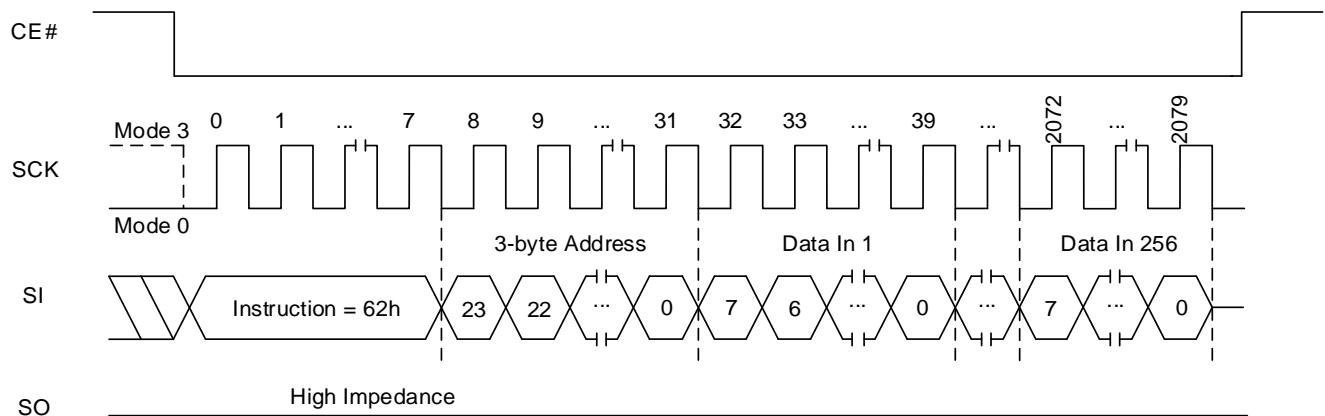 CE#
0 1 ... 7 8 9 ... 31 32 33 ... 39 ... 2072 ... 2079
Mode 3
SCK
Mode 0
3-byte Address Data In 1 Data In 256
SI Instruction = 62h 23 22 ... 0 7 6 ... 0 ... 7 ... 0
High Impedance
SO